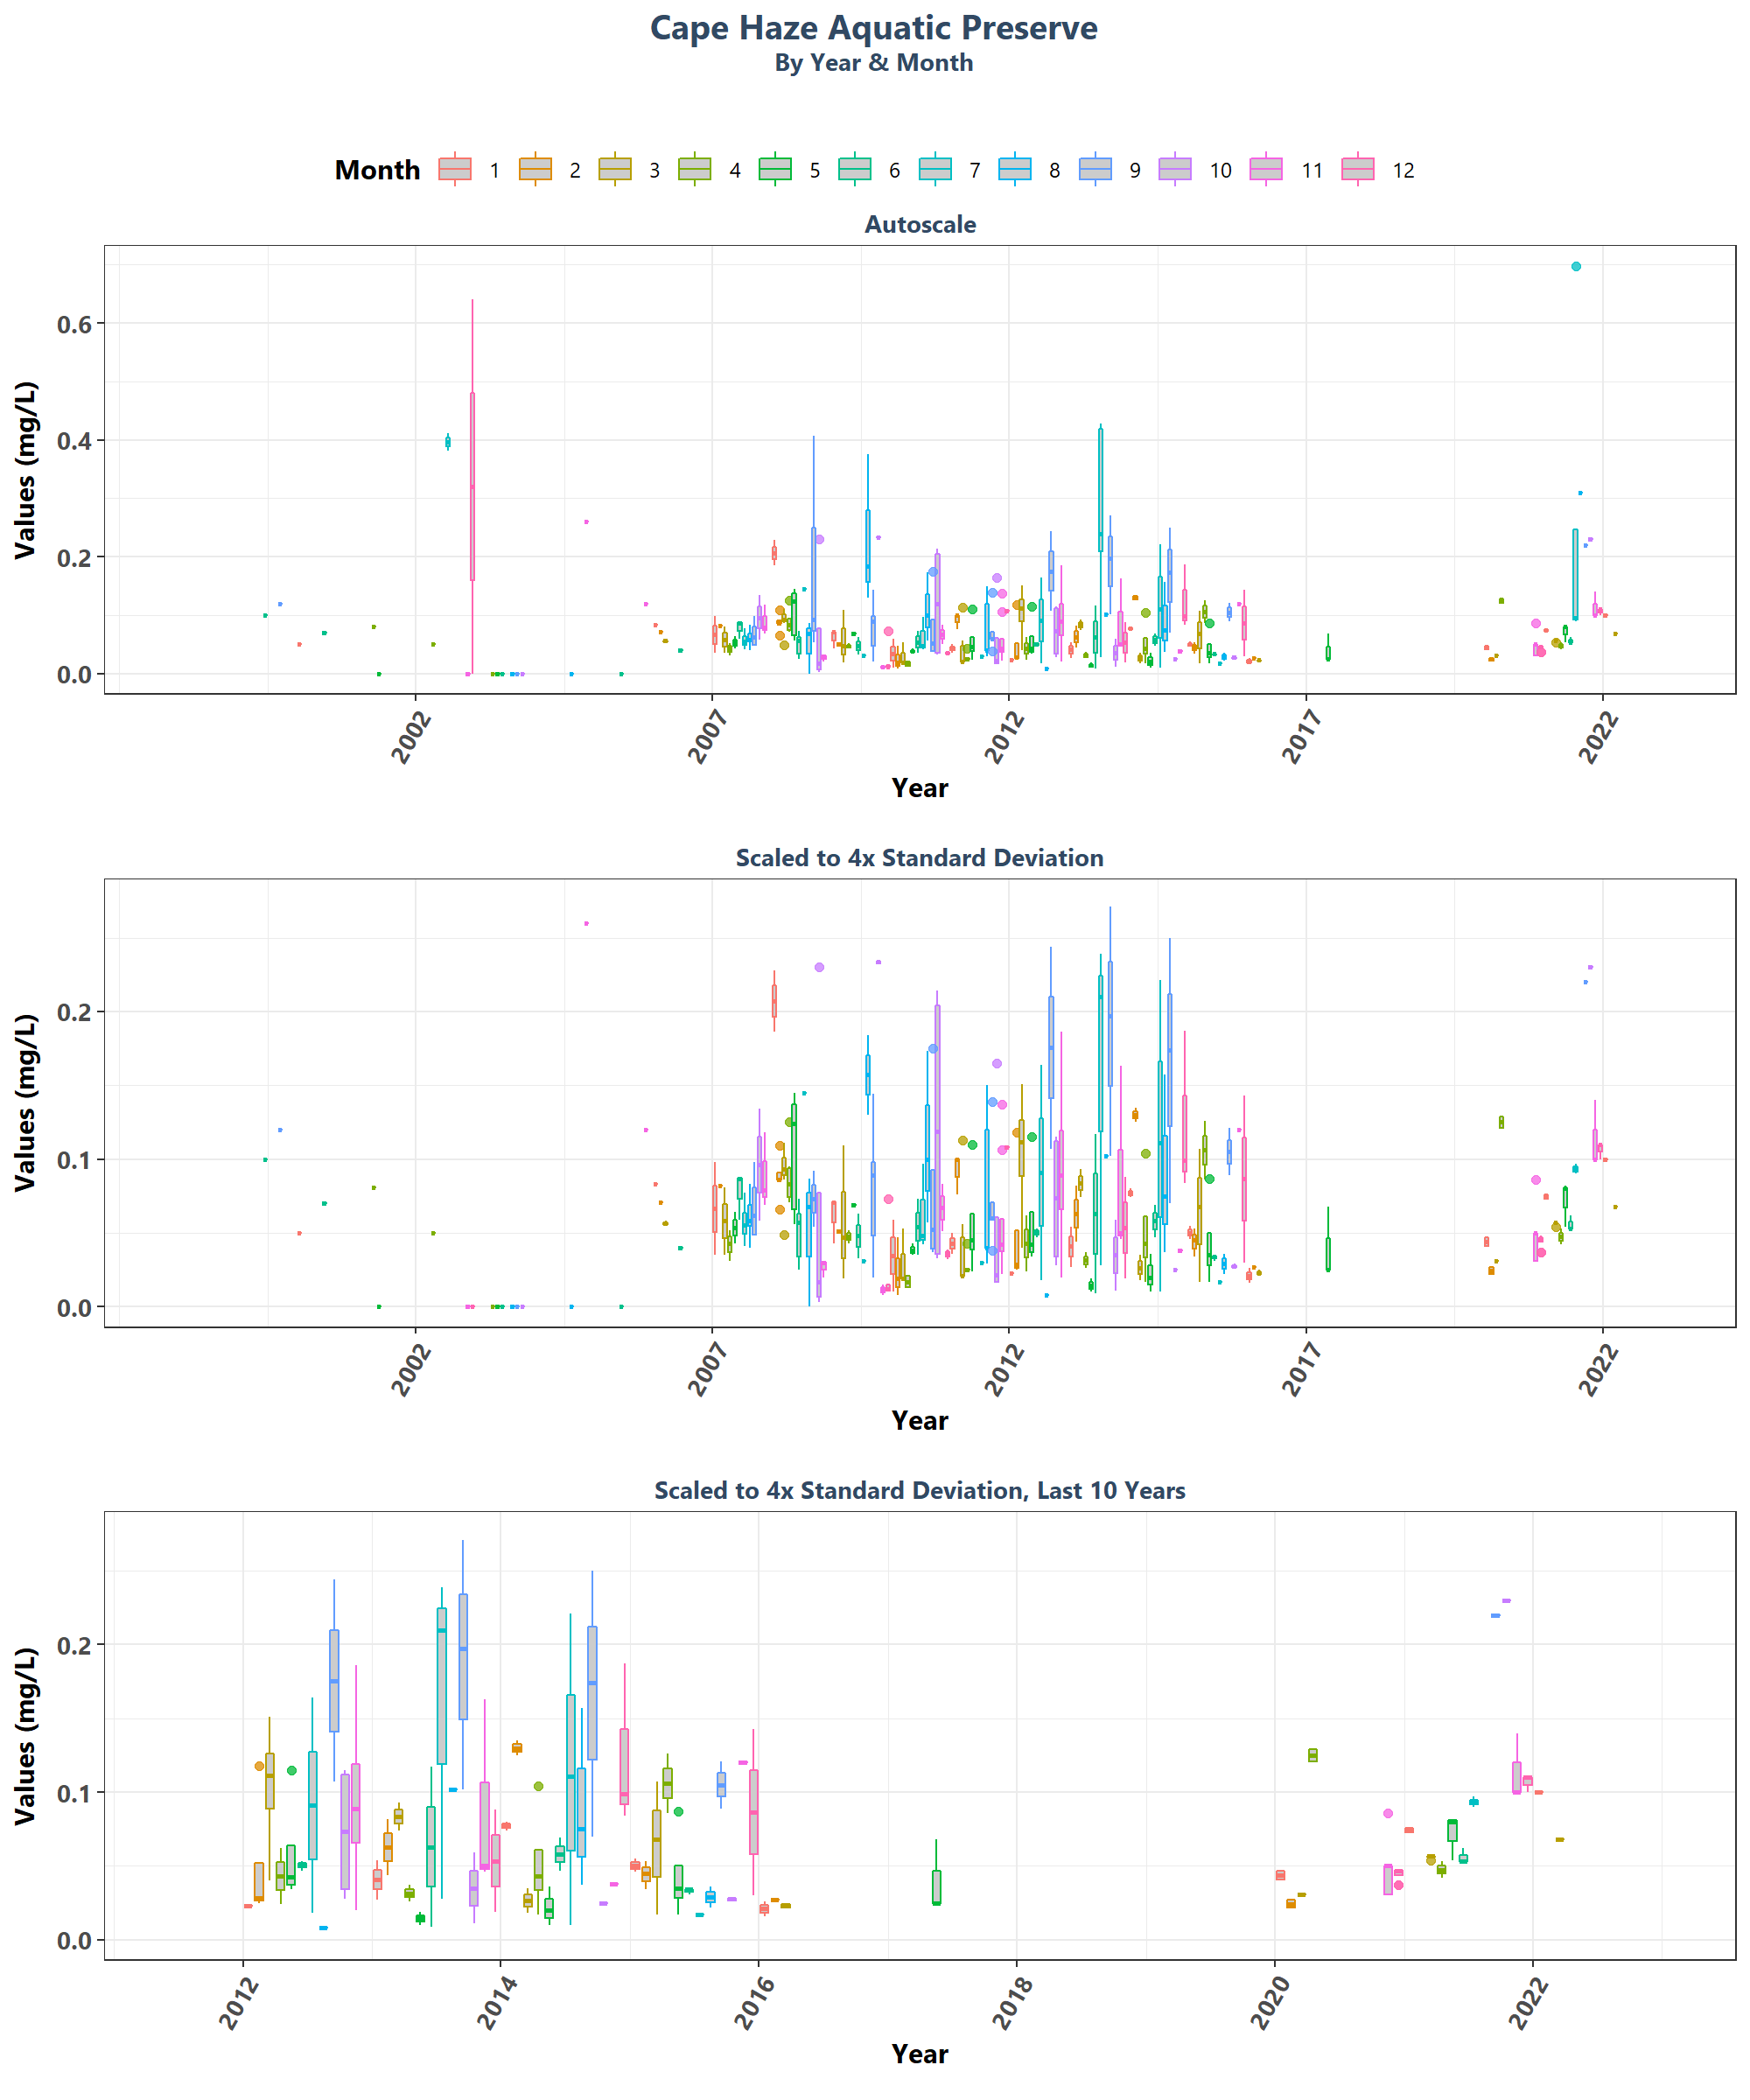 Cape Haze Aquatic Preserve
By Year & Month
Month 1 2 3 4 5 6 7 8 9 10 11 12
Autoscale
Values (mg/L)
0.6
0.4
0.2
0.0
2002 2007 2012 2017 2022
Year
Scaled to 4x Standard Deviation
Values (mg/L)
0.2
0.1
0.0
2002 2007 2012 2017 2022
Year
Scaled to 4x Standard Deviation, Last 10 Years
Values (mg/L)
0.2
0.1
0.0
2012 2014 2016 2018 2020 2022
Year